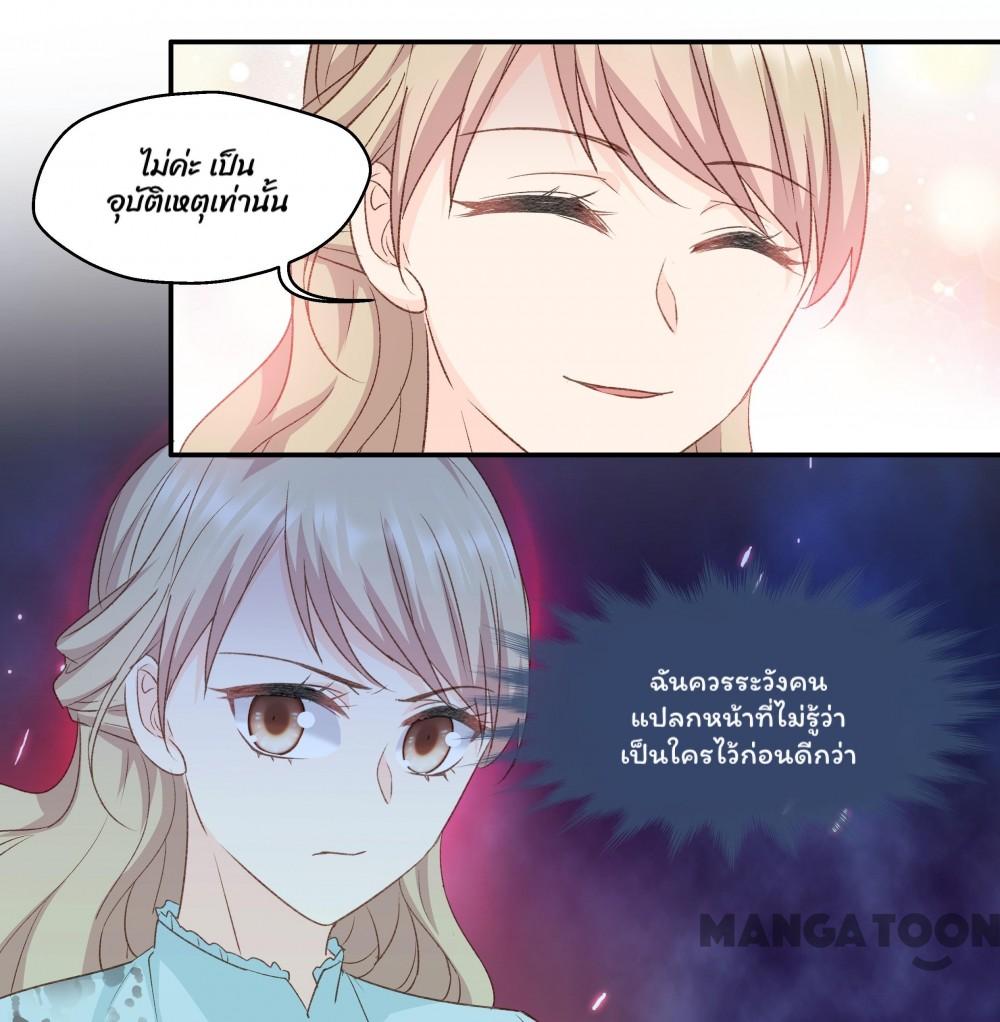 ไม่ค่ะ เป็น
อุบัติเหตุเท่านั้น
ฉันควรระวังคน
แปลกหน้าที่ไม่รู้ว่า
เป็นใครไว้ก่อนดีกว่า
MANGATOON